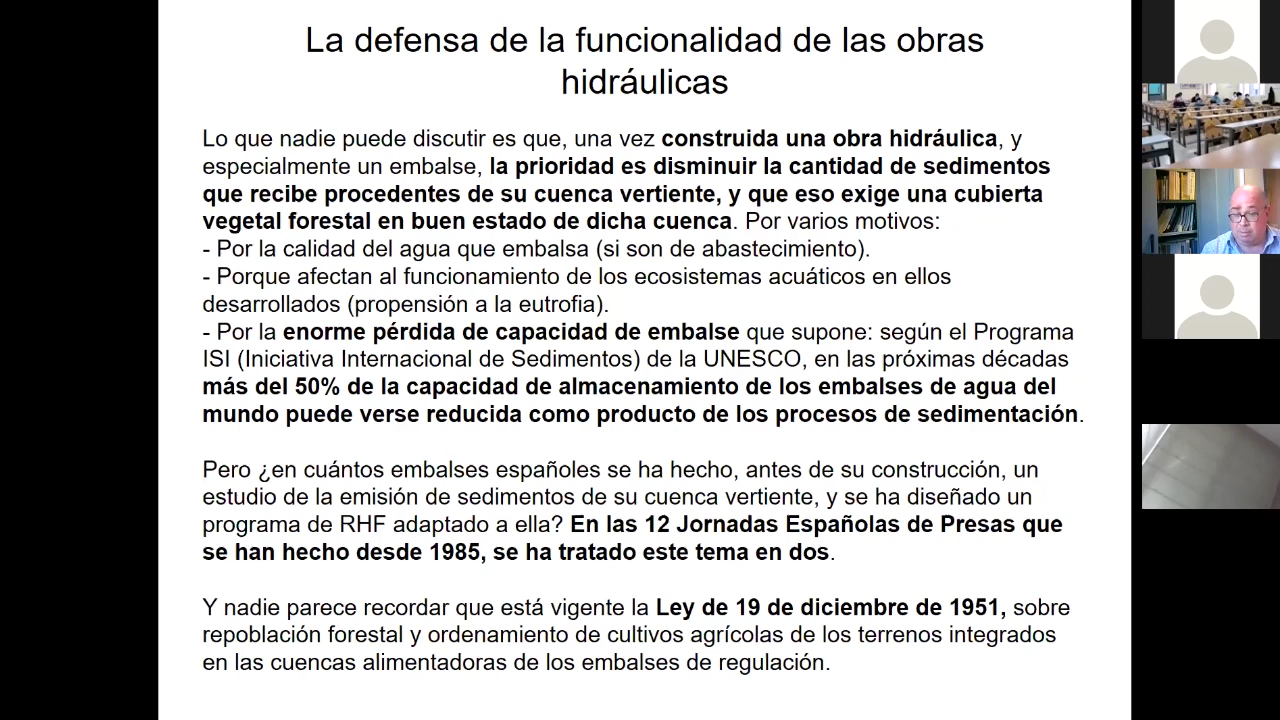 La defensa de la funcionalidad de las obras
hidráulicas
Lo que nadie puede discutir es que, una vez construida una obra hidráulica, y
especialmente un embalse, la prioridad es disminuir la cantidad de sedimentos
que recibe procedentes de su cuenca vertiente, y que eso exige una cubierta
vegetal forestal en buen estado de dicha cuenca. Por varios motivos:
- Por la calidad del agua que embalsa (si son de abastecimiento).
- Porque afectan al funcionamiento de los ecosistemas acuáticos en ellos
desarrollados (propensión a la eutrofia).
- Por la enorme pérdida de capacidad de embalse que supone: según el Programa
ISI (Iniciativa Internacional de Sedimentos) de la UNESCO, en las próximas décadas
más del 50% de la capacidad de almacenamiento de los embalses de agua del
mundo puede verse reducida como producto de los procesos de sedimentación.
Pero ¿en cuántos embalses españoles se ha hecho, antes de su construcción, un
estudio de la emisión de sedimentos de su cuenca vertiente, y se ha diseñado un
programa de RHF adaptado a ella? En las 12 Jornadas Españolas de Presas que
se han hecho desde 1985, se ha tratado este tema en dos.
Y nadie parece recordar que está vigente la Ley de 19 de diciembre de 1951, sobre
repoblación forestal y ordenamiento de cultivos agrícolas de los terrenos integrados
en las cuencas alimentadoras de los embalses de regulación.